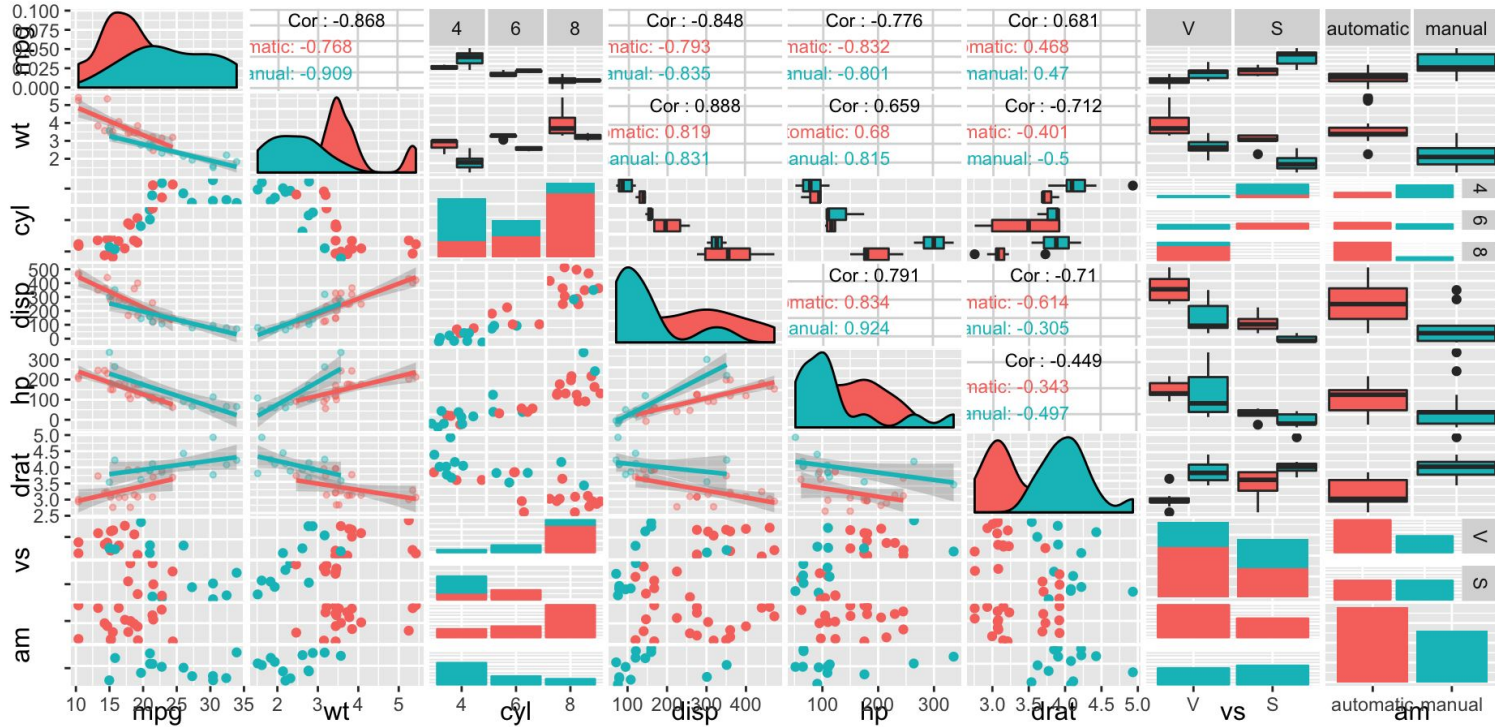 0.100
0.075
0.050
0.025
0.000
mpg
Cor : -0.868
matic: -0.768
anual: -0.909
4 6 8
Cor : -0.848
matic: -0.793
anual: -0.835
Cor : -0.776
matic: -0.832
anual: -0.801
Cor : 0.681
omatic: 0.468
manual: 0.47
V S
automatic manual
5
4
3
2
wt
Cor : 0.888
omatic: 0.819
anual: 0.831
Cor : 0.659
tomatic: 0.68
anual: 0.815
Cor : -0.712
omatic: -0.401
manual: -0.5
cyl
4
6
8
500
400
300
200
100
0
disp
Cor : 0.791
omatic: 0.834
anual: 0.924
Cor : -0.71
omatic: -0.614
anual: -0.305
300
200
100
0
hp
Cor : -0.449
matic: -0.343
anual: -0.497
5.0
4.5
4.0
3.5
3.0
2.5
drat
vs
V
S
am
10 15 20 25 30 35
2 3 4 5
4 6 8
100 200 300 400
100 200 300
3.0 3.5 4.0 4.5 5.0
V S
automatic manual
mpg wt cyl disp hp drat vs am